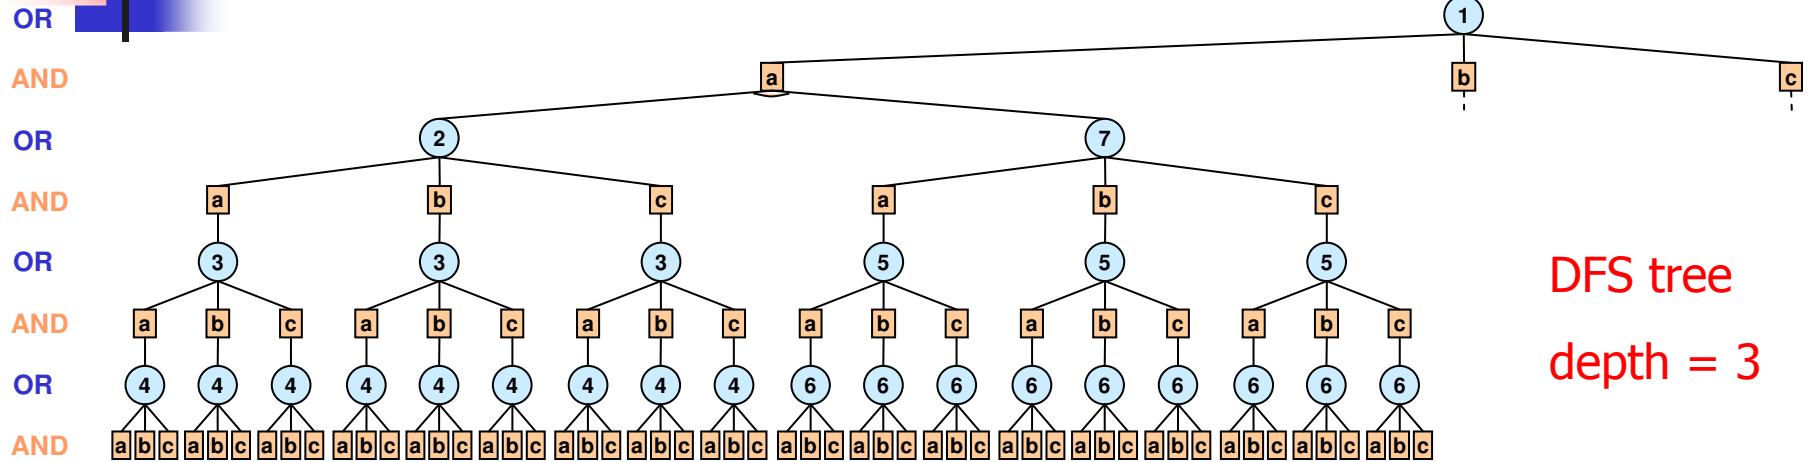 OR 1
AND a b c
OR 2 7
AND a b c a b c
OR 3 3 3 5 5 5
AND a b c a b c a b c a b c a b c a b c
OR 4 4 4 4 4 4 4 4 4 6 6 6 6 6 6 6 6 6
AND a b c a b c a b c a b c a b c a b c a b c a b c a b c a b c a b c a b c a b c a b c a b c a b c a b c a b c
DFS tree
depth = 3